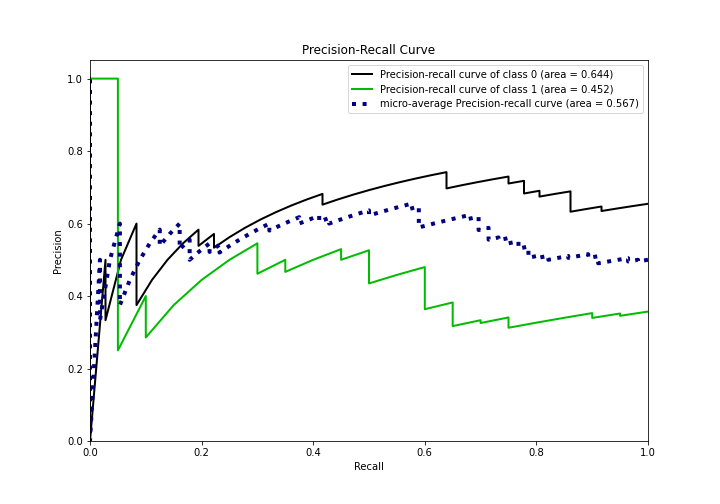 Precision-Recall Curve
Precision-recall curve of class 0 (area = 0.644)
Precision-recall curve of class 1 (area = 0.452)
micro-average Precision-recall curve (area = 0.567)
1.0
0.8
0.6
0.4
0.2
0.0
Precision
0.0 0.2 0.4 0.6 0.8 1.0
Recall